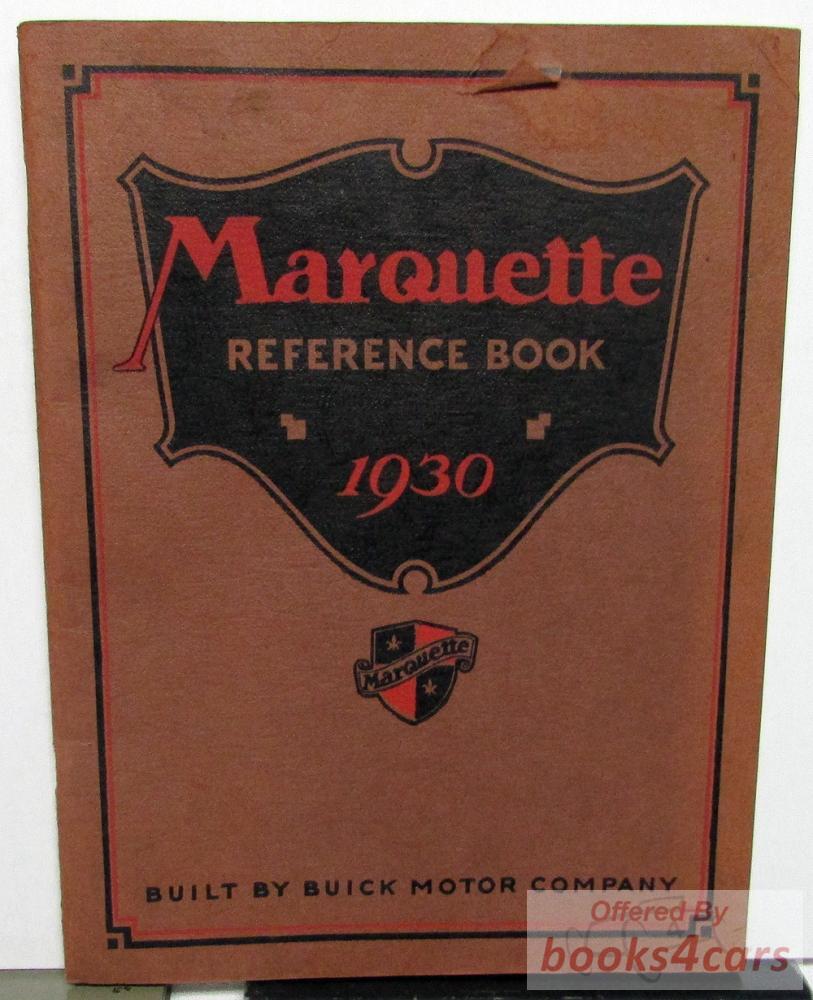 Marquette
REFERENCE BOOK
1930
Marquette
BUILT BY BUICK MOTOR COMPANY
Offered By
books4cars